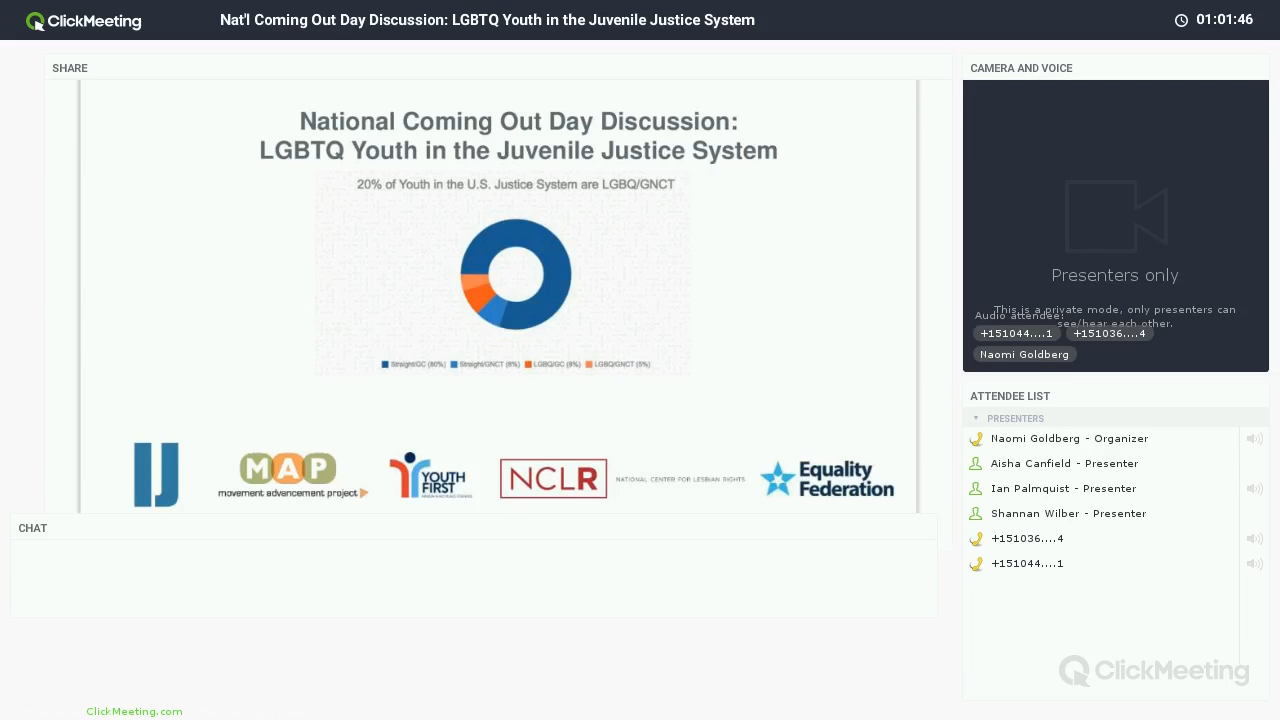 ClickMeeting
Nat'l Coming Out Day Discussion: LGBTQ Youth in the Juvenile Justice System
01:01:46
SHARE
National Coming Out Day Discussion:
LGBTQ Youth in the Juvenile Justice System
20% of Youth in the U.S. Justice System are LGBQ/GNCT
Straight/GC (80%) Straight/GNCT (6%) LGBQ/GC (8%) LGBQ/GNCT (5%)
IJ
MAP
movement advancement project
YOUTH
FIRST
NCLR
NATIONAL CENTER FOR LESBIAN RIGHTS
Equality
Federation
CHAT
CAMERA AND VOICE
Presenters only
This is a private mode, only presenters can
see/hear each other.
Audio attendee:
+151044....1 +151036....4
Naomi Goldberg
ATTENDEE LIST
PRESENTERS
Naomi Goldberg - Organizer
Aisha Canfield - Presenter
Ian Palmquist - Presenter
Shannan Wilber - Presenter
+151036....4
+151044....1
ClickMeeting
ClickMeeting.com